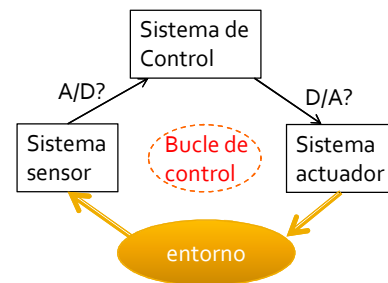 Sistema de
Control
A/D?
D/A?
Sistema
sensor
Bucle de
control
Sistema
actuador
entorno